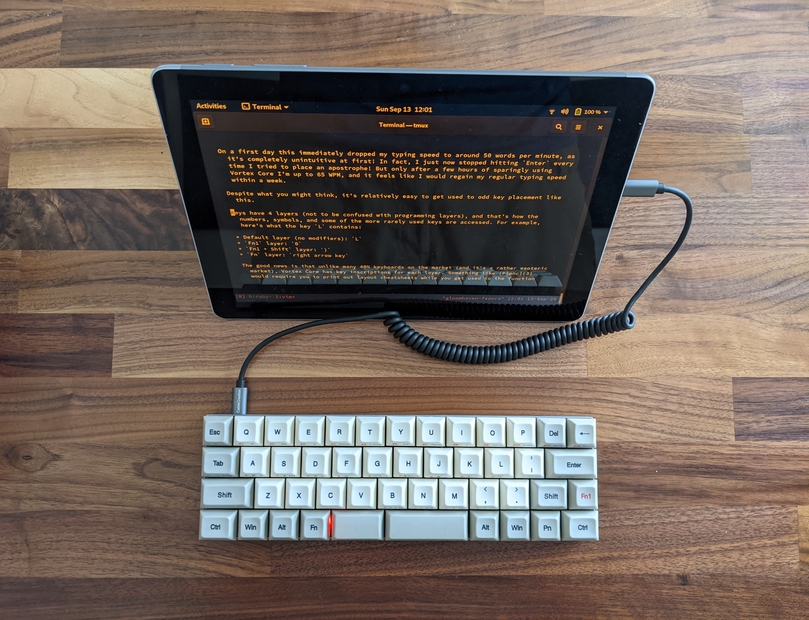 Activities Terminal Sun Sep 13 12:01 100 %
Terminal — tmux
On a first day this immediately dropped my typing speed to around 50 words per minute, as
it's completely unintuitive at first! In fact, I just now stopped hitting `Enter` every
time I tried to place an apostrophe! But only after a few hours of sparingly using
Vortex Core I'm up to 65 WPM, and it feels like I would regain my regular typing speed
within a week.
Despite what you might think, it's relatively easy to get used to odd key placement like
this.
Keys have 4 layers (not to be confused with programming layers), and that's how the
numbers, symbols, and some of the more rarely used keys are accessed. For example,
here's what the key `L` contains:
• Default layer (no modifiers): `L`
• `Fn1` layer: `0`
• `Fn1 + Shift` layer: `)`
• `Fn` layer: `right arrow key`
The good news is that unlike many 40% keyboards on the market (and it's a rather esoteric
market), Vortex Core has key inscriptions for each layer. Something like
would require you to print out layout cheatsheets while you get used to the function
Esc Q W E R T Y U I O P Del ←
Tab A S D F G H J K L ; Enter
Shift Z X C V B N M < , > . Shift Fn1
Ctrl Win Alt Fn Alt Win Pn Ctrl